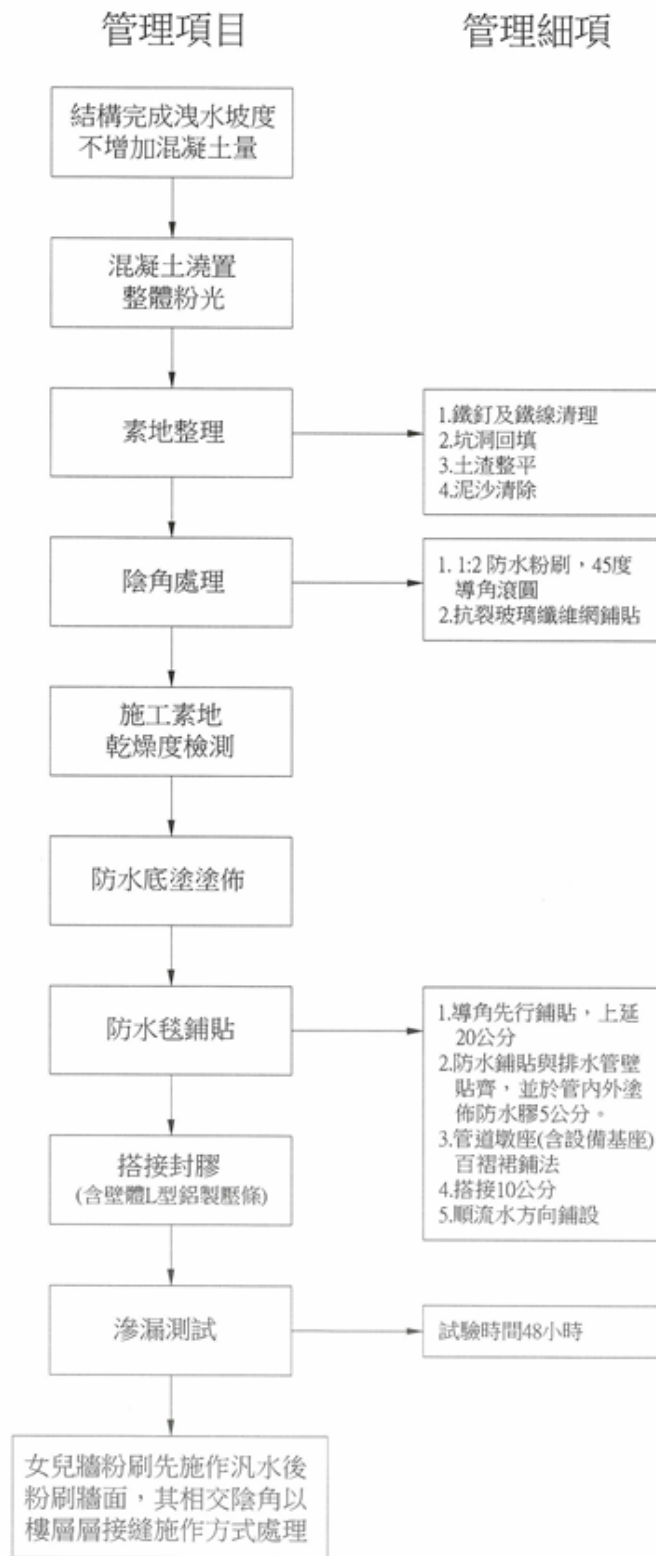 管理項目
管理細項
結構完成洩水坡度
不增加混凝土量
混凝土澆置
整體粉光
素地整理
1.鐵釘及鐵線清理
2.坑洞回填
3.土渣整平
4.泥沙清除
陰角處理
1. 1:2 防水粉刷，45度
導角滾圓
2.抗裂玻璃纖維網鋪貼
施工素地
乾燥度檢測
防水底塗塗佈
防水毯鋪貼
1.導角先行鋪貼，上延
20公分
2.防水鋪貼與排水管壁
貼齊，並於管內外塗
佈防水膠5公分。
3.管道墩座(含設備基座)
百褶裙鋪法
4.搭接10公分
5.順流水方向鋪設
搭接封膠
(含壁體L型鋁製壓條)
滲漏測試
試驗時間48小時
女兒牆粉刷先施作汎水後
粉刷牆面，其相交陰角以
樓層層接縫施作方式處理